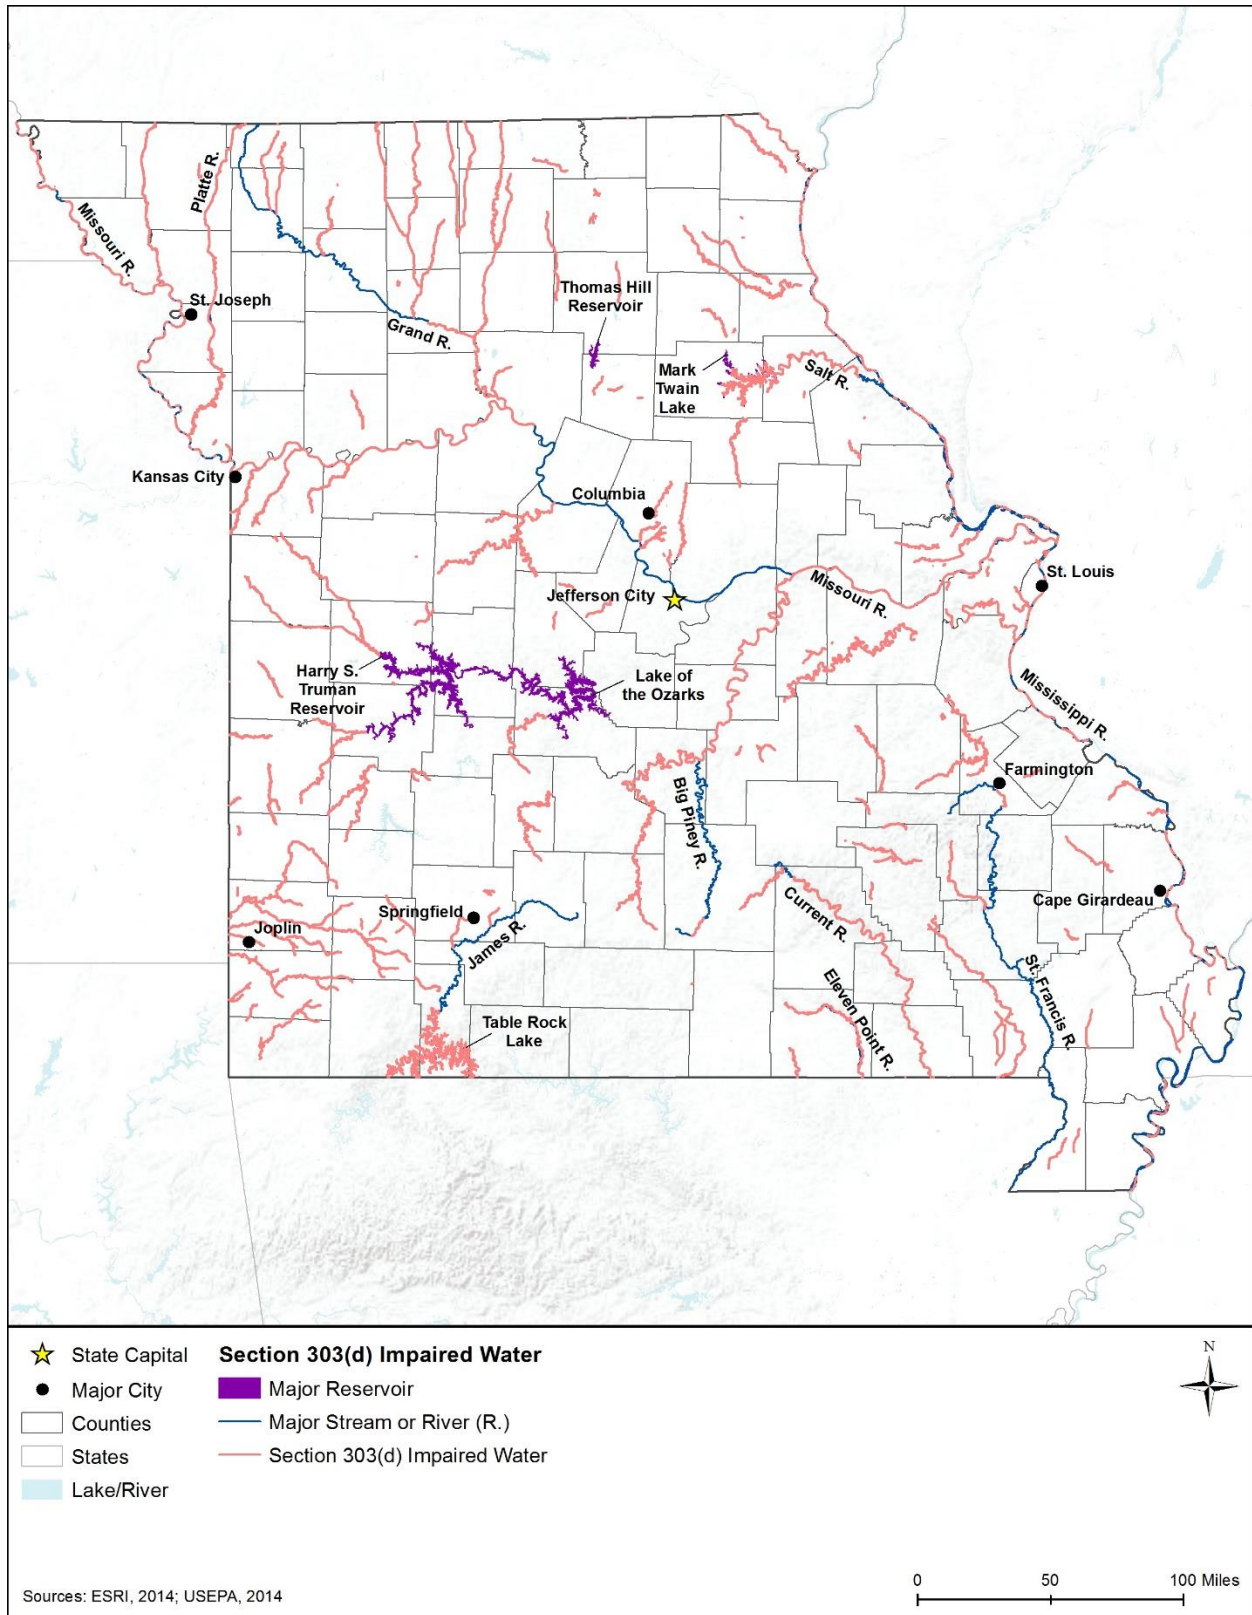 Platte R.
Missouri R.
St. Joseph
Thomas Hill
Reservoir
Grand R.
Mark
Twain
Lake
Salt R.
Kansas City
Columbia
St. Louis
Missouri R.
Jefferson City
Harry S.
Truman
Reservoir
Lake of
the Ozarks
Mississippi R.
Farmington
Big Piney R.
Springfield
Joplin
James R.
Current R.
Cape Girardeau
Eleven Point R.
St. Francis R.
Table Rock
Lake
State Capital
Major City
Counties
States
Lake/River
Section 303(d) Impaired Water
Major Reservoir
Major Stream or River (R.)
Section 303(d) Impaired Water
N
Sources: ESRI, 2014; USEPA, 2014
0 50 100 Miles